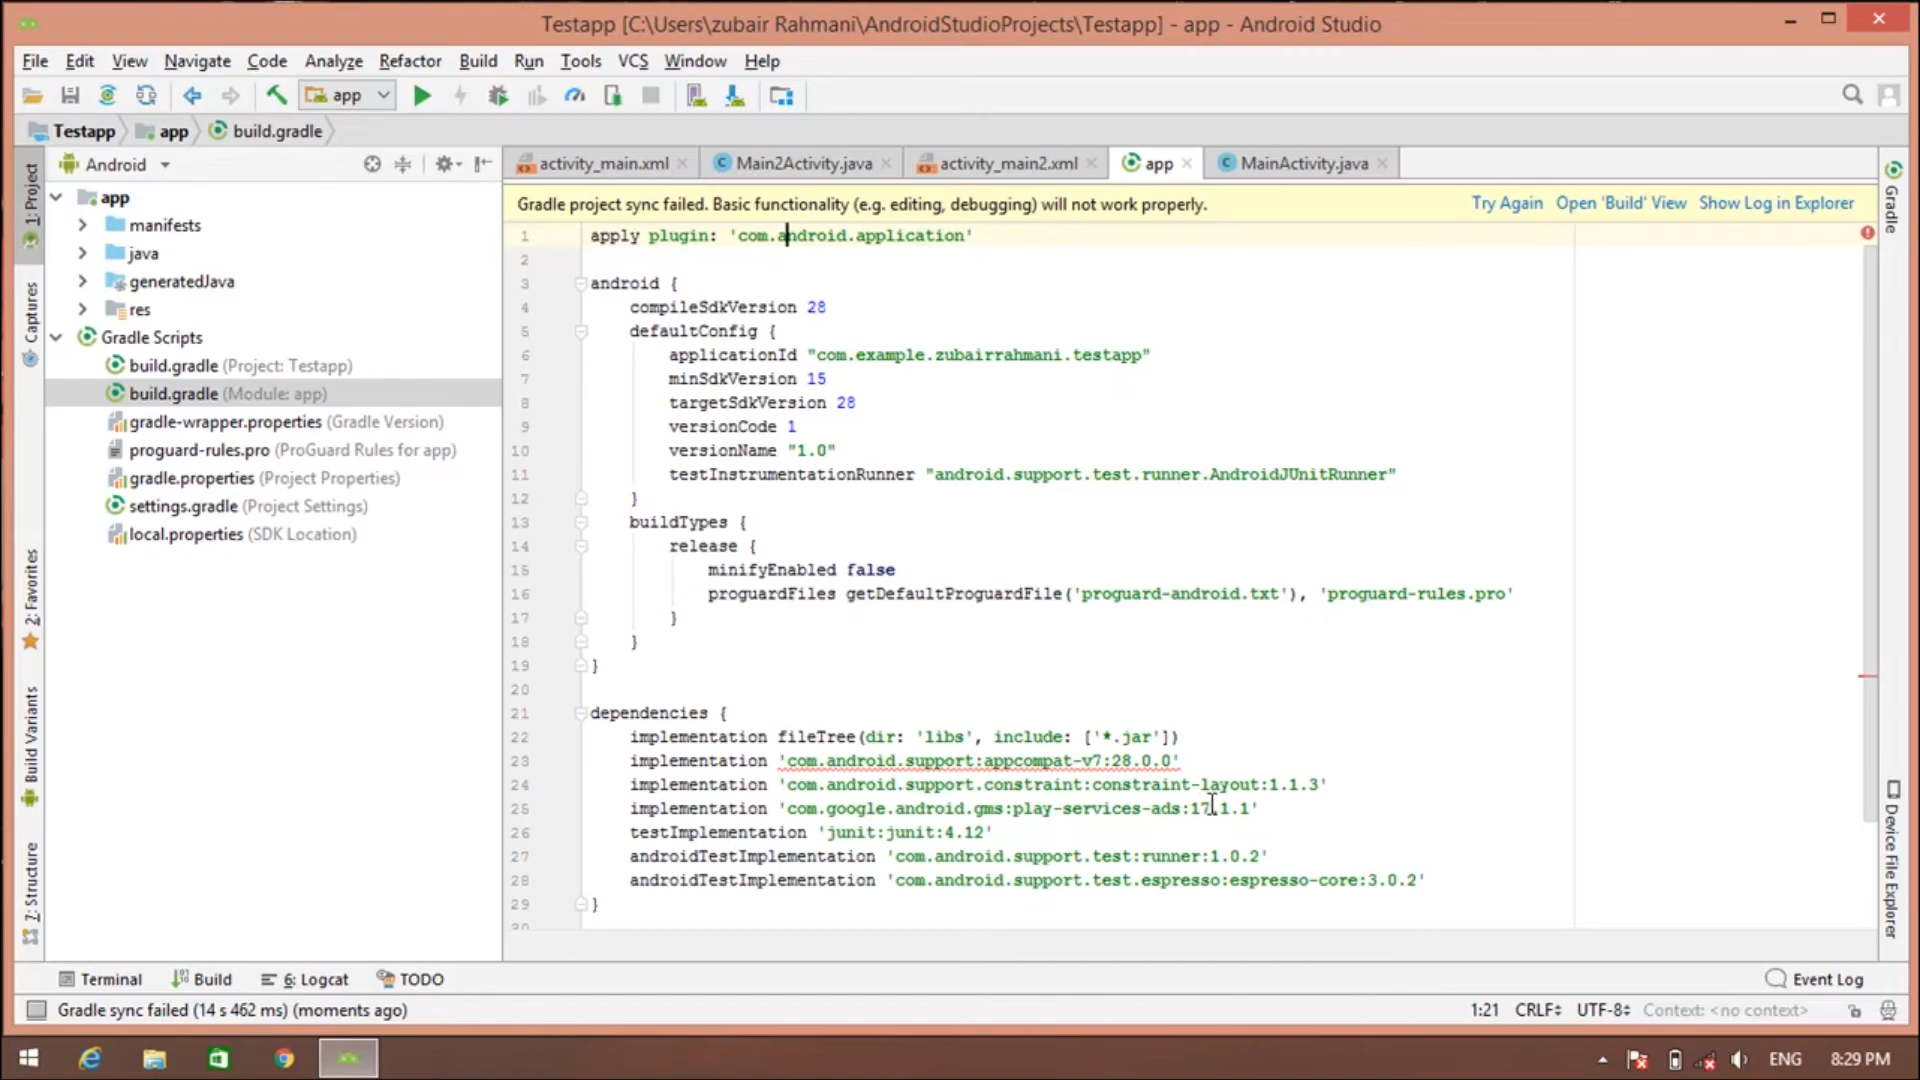 Testapp [C:\Users\zubair Rahmani\AndroidStudioProjects\Testapp] - app - Android Studio
File Edit View Navigate Code Analyze Refactor Build Run Tools VCS Window Help
app
Testapp app build.gradle
Android
activity_main.xml Main2Activity.java activity_main2.xml app MainActivity.java
Gradle project sync failed. Basic functionality (e.g. editing, debugging) will not work properly. Try Again Open 'Build' View Show Log in Explorer
1: Project
Captures
2: Favorites
Build Variants
7: Structure
app
manifests
java
generatedJava
res
Gradle Scripts
build.gradle (Project: Testapp)
build.gradle (Module: app)
gradle-wrapper.properties (Gradle Version)
proguard-rules.pro (ProGuard Rules for app)
gradle.properties (Project Properties)
settings.gradle (Project Settings)
local.properties (SDK Location)
1 apply plugin: 'com.android.application'
2
3 android {
4 compileSdkVersion 28
5 defaultConfig {
6 applicationId "com.example.zubairrahmani.testapp"
7 minSdkVersion 15
8 targetSdkVersion 28
9 versionCode 1
10 versionName "1.0"
11 testInstrumentationRunner "android.support.test.runner.AndroidJUnitRunner"
12 }
13 buildTypes {
14 release {
15 minifyEnabled false
16 proguardFiles getDefaultProguardFile('proguard-android.txt'), 'proguard-rules.pro'
17 }
18 }
19 }
20
21 dependencies {
22 implementation fileTree(dir: 'libs', include: ['*.jar'])
23 implementation 'com.android.support:appcompat-v7:28.0.0'
24 implementation 'com.android.support.constraint:constraint-layout:1.1.3'
25 implementation 'com.google.android.gms:play-services-ads:17.1.1'
26 testImplementation 'junit:junit:4.12'
27 androidTestImplementation 'com.android.support.test:runner:1.0.2'
28 androidTestImplementation 'com.android.support.test.espresso:espresso-core:3.0.2'
29 }
30
Gradle
Device File Explorer
Terminal Build 6: Logcat TODO Event Log
Gradle sync failed (14 s 462 ms) (moments ago) 1:21 CRLF UTF-8 Context: <no context>
ENG 8:29 PM